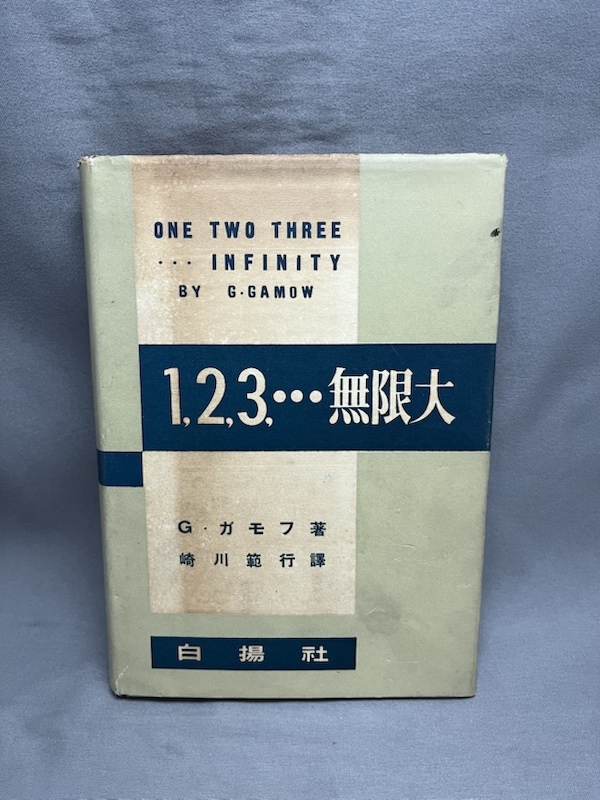 ONE TWO THREE
··· INFINITY
BY G·GAMOW
1,2,3,···無限大
G·ガモフ著
崎川範行譯
白揚社